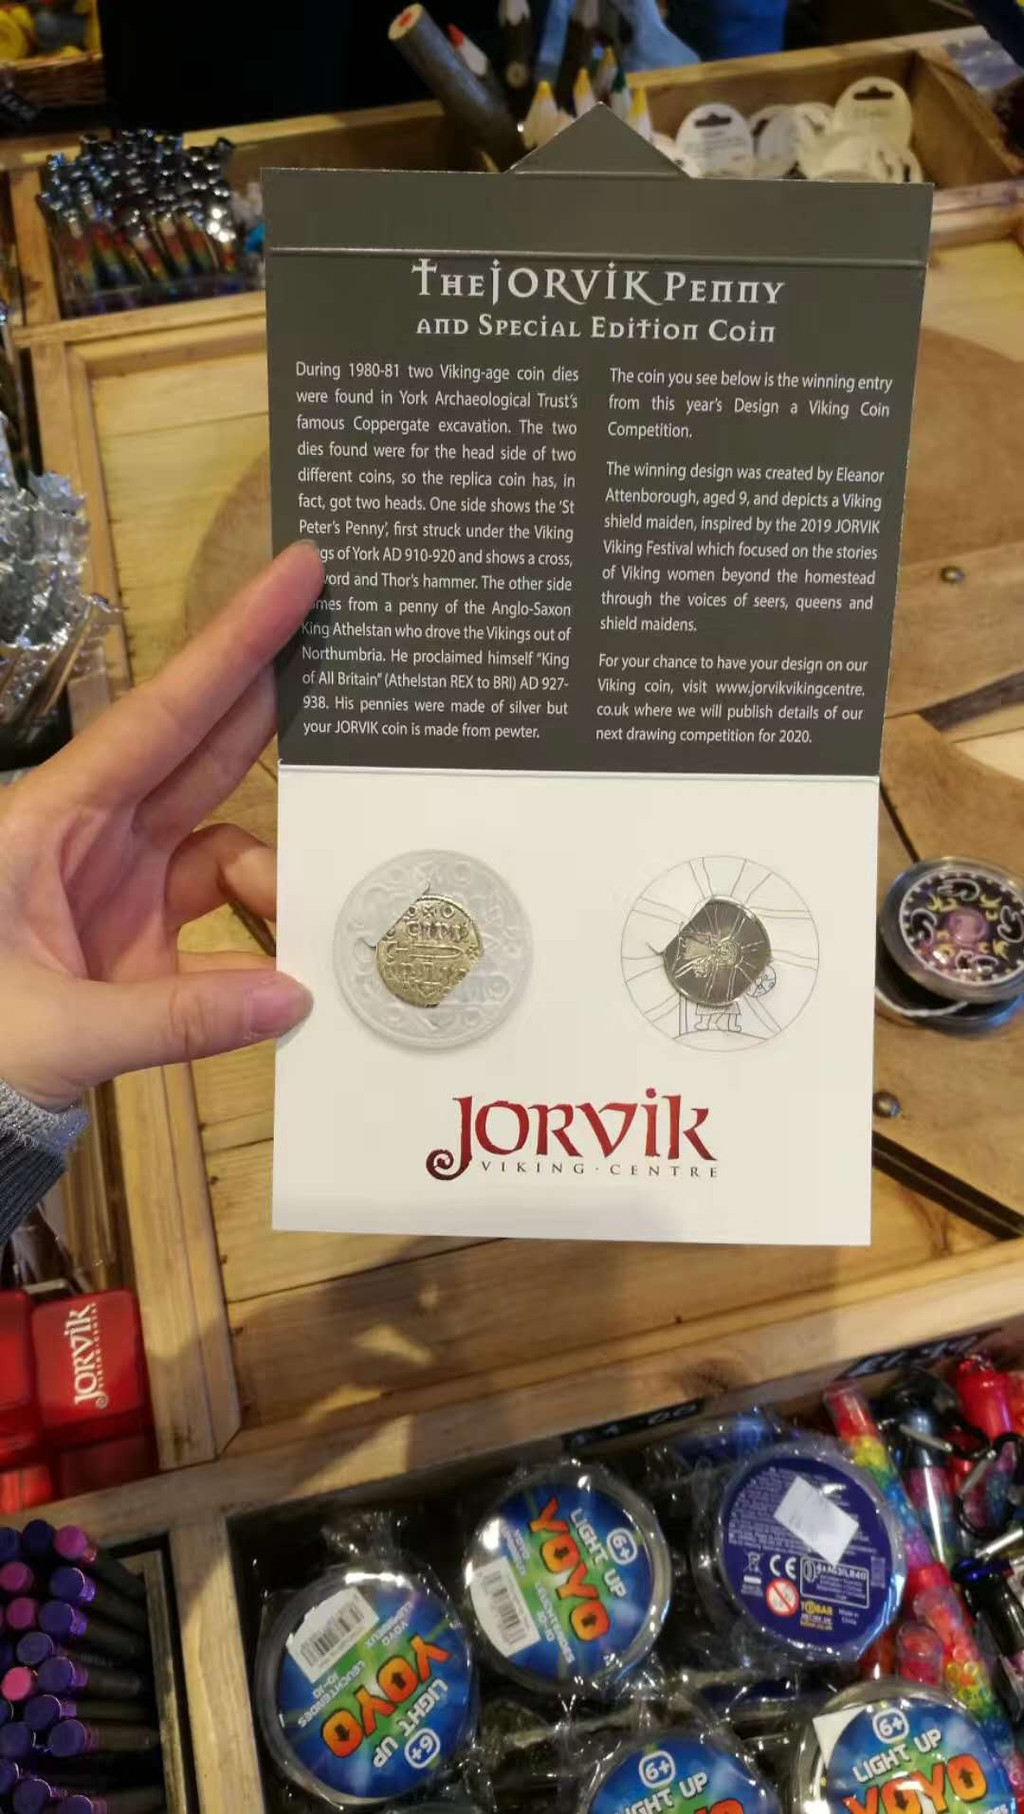 The JORVIK Penny
and Special Edition Coin
During 1980-81 two Viking-age coin dies
were found in York Archaeological Trust's
famous Coppergate excavation. The two
dies found were for the head side of two
different coins, so the replica coin has, in
fact, got two heads. One side shows the 'St
Peter's Penny', first struck under the Viking
gs of York AD 910-920 and shows a cross,
word and Thor's hammer. The other side
mes from a penny of the Anglo-Saxon
King Athelstan who drove the Vikings out of
Northumbria. He proclaimed himself "King
of All Britain" (Athelstan REX to BRI) AD 927-
938. His pennies were made of silver but
your JORVIK coin is made from pewter.
The coin you see below is the winning entry
from this year's Design a Viking Coin
Competition.
The winning design was created by Eleanor
Attenborough, aged 9, and depicts a Viking
shield maiden, inspired by the 2019 JORVIK
Viking Festival which focused on the stories
of Viking women beyond the homestead
through the voices of seers, queens and
shield maidens.
For your chance to have your design on our
Viking coin, visit www.jorvikvikingcentre.
co.uk where we will publish details of our
next drawing competition for 2020.
JORVIK
VIKING·CENTRE
JORVIK
VIKING·CENTRE
6+
LIGHT UP
YOYO
CE
TOBAR
LIGHT UP
YOYO
6+
6+
LIGHT UP
YOYO
6+
LIGHT UP
YOYO